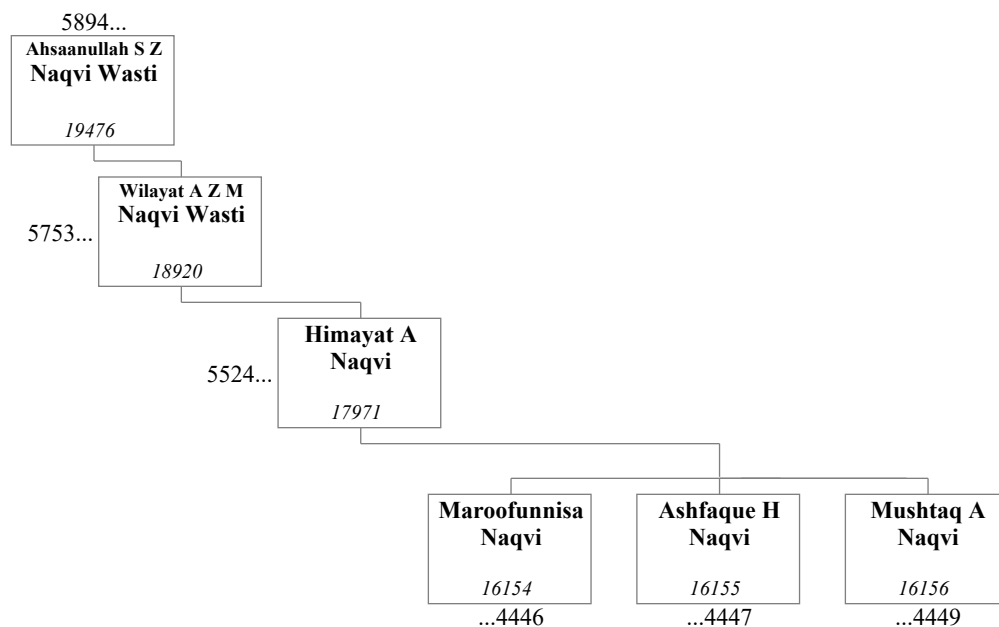 5894...
Ahsaanullah S Z
Naqvi Wasti
19476
Wilayat A Z M
Naqvi Wasti
5753...
18920
Himayat A
Naqvi
5524...
17971
Maroofunnisa
Naqvi
16154
...4446
Ashfaque H
Naqvi
16155
...4447
Mushtaq A
Naqvi
16156
...4449